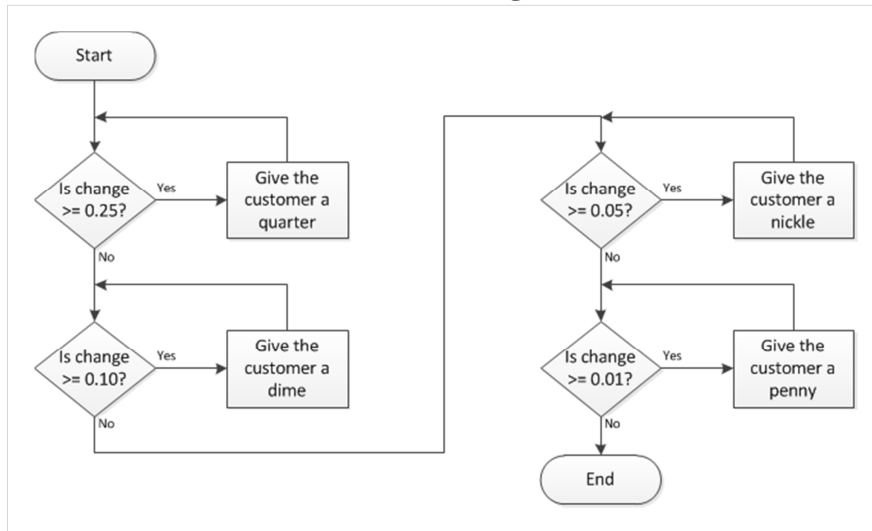 Start
Is change
>= 0.25?
Yes
Give the
customer a
quarter
No
Is change
>= 0.10?
Yes
Give the
customer a
dime
No
Is change
>= 0.05?
Yes
Give the
customer a
nickle
No
Is change
>= 0.01?
Yes
Give the
customer a
penny
No
End